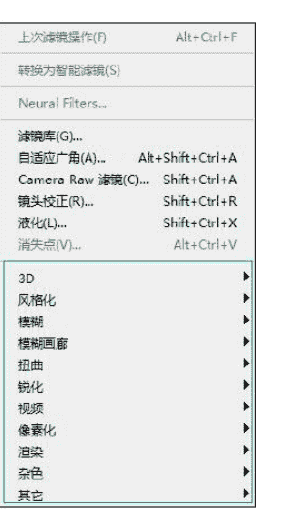 上次滤镜操作(F) Alt+Ctrl+F
转换为智能滤镜(S)
Neural Filters...
滤镜库(G)...
自适应广角(A)... Alt+Shift+Ctrl+A
Camera Raw 滤镜(C)... Shift+Ctrl+A
镜头校正(R)... Shift+Ctrl+R
液化(L)... Shift+Ctrl+X
消失点(V)... Alt+Ctrl+V
3D
风格化
模糊
模糊画廊
扭曲
锐化
视频
像素化
渲染
杂色
其它